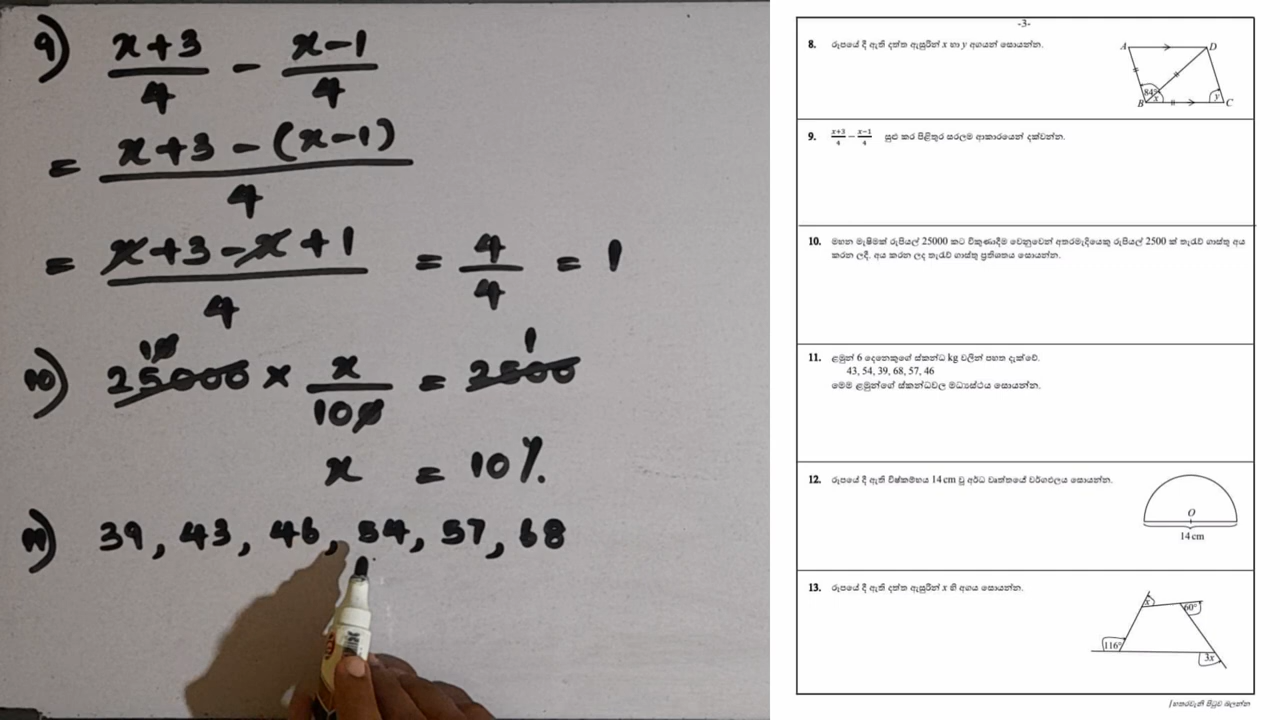 9) x+3/4 - x-1/4
= x+3-(x-1)/4
= x+3-x+1/4 = 4/4 = 1
10) 25000 × x/100 = 2500
10 1
x = 10%
11) 39, 43, 46, 54, 57, 68
-3-
8. රූපයේ දී ඇති දත්ත ඇසුරින් x හා y අගයන් සොයන්න.
A D
84° x y
B C
9. x+3/4 − x−1/4 සුළු කර පිළිතුර සරලම ආකාරයෙන් දක්වන්න.
10. මහන මැෂිමක් රුපියල් 25000 කට විකුණාදීම වෙනුවෙන් අතරමැදියෙකු රුපියල් 2500 ක් තැරැව් ගාස්තු අය
කරන ලදී. අය කරන ලද තැරැව් ගාස්තු ප්‍රතිශතය සොයන්න.
11. ළමුන් 6 දෙනෙකුගේ ස්කන්ධ kg වලින් පහත දැක්වේ.
43, 54, 39, 68, 57, 46
මෙම ළමුන්ගේ ස්කන්ධවල මධ්‍යස්ථය සොයන්න.
12. රූපයේ දී ඇති විෂ්කම්භය 14 cm වූ අර්ධ වෘත්තයේ වර්ගඵලය සොයන්න.
O
14 cm
13. රූපයේ දී ඇති දත්ත ඇසුරින් x හි අගය සොයන්න.
x 60°
116° 3x
[හතරවැනි පිටුව බලන්න